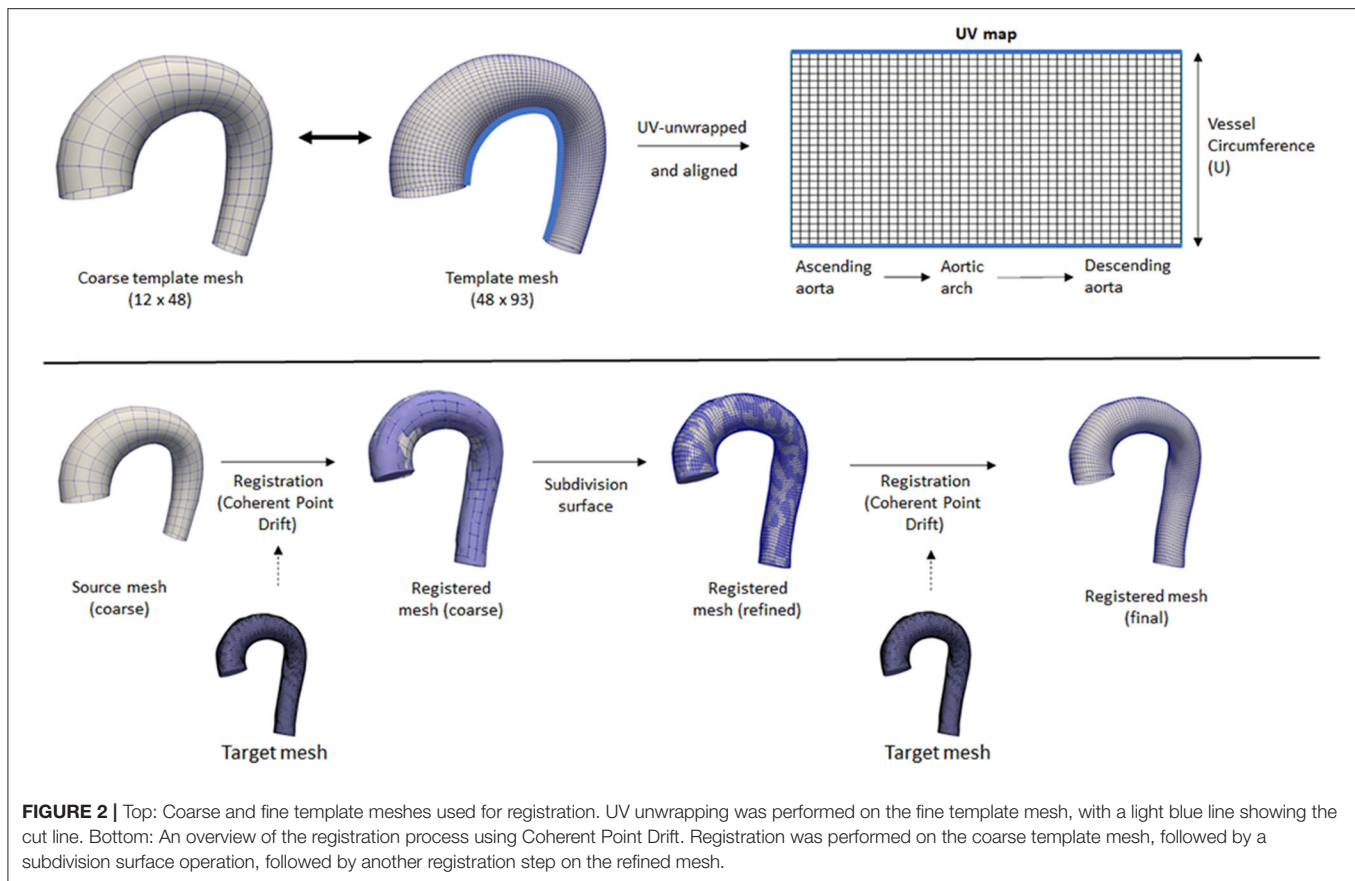 UV map
UV-unwrapped
and aligned
Vessel
Circumference
(U)
Coarse template mesh
(12 x 48)
Template mesh
(48 x 93)
Ascending
aorta
Aortic
arch
Descending
aorta
Registration
(Coherent Point
Drift)
Subdivision
surface
Registration
(Coherent Point
Drift)
Source mesh
(coarse)
Registered
mesh (coarse)
Registered
mesh (refined)
Registered mesh
(final)
Target mesh
Target mesh
FIGURE 2 | Top: Coarse and fine template meshes used for registration. UV unwrapping was performed on the fine template mesh, with a light blue line showing the
cut line. Bottom: An overview of the registration process using Coherent Point Drift. Registration was performed on the coarse template mesh, followed by a
subdivision surface operation, followed by another registration step on the refined mesh.